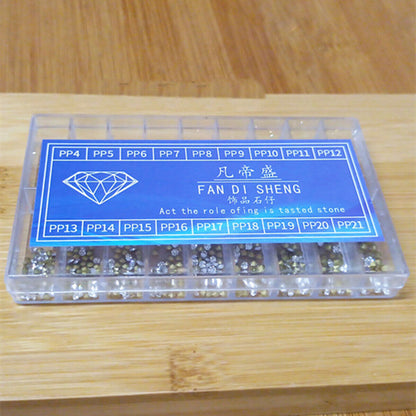 PP4 PP5 PP6 PP7 PP8 PP9 PP10 PP11 PP12
凡帝盛
FAN DI SHENG
饰品石仔
Act the role ofing is tasted stone
PP13 PP14 PP15 PP16 PP17 PP18 PP19 PP20 PP21